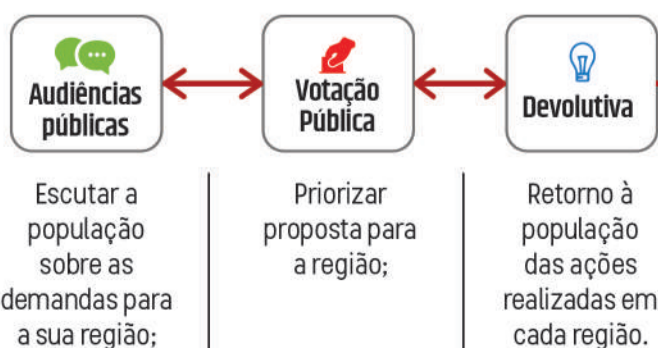 Audiências
públicas
Votação
Pública
Devolutiva
Escutar a
população
sobre as
demandas para
a sua região;
Priorizar
proposta para
a região;
Retorno à
população
das ações
realizadas em
cada região.